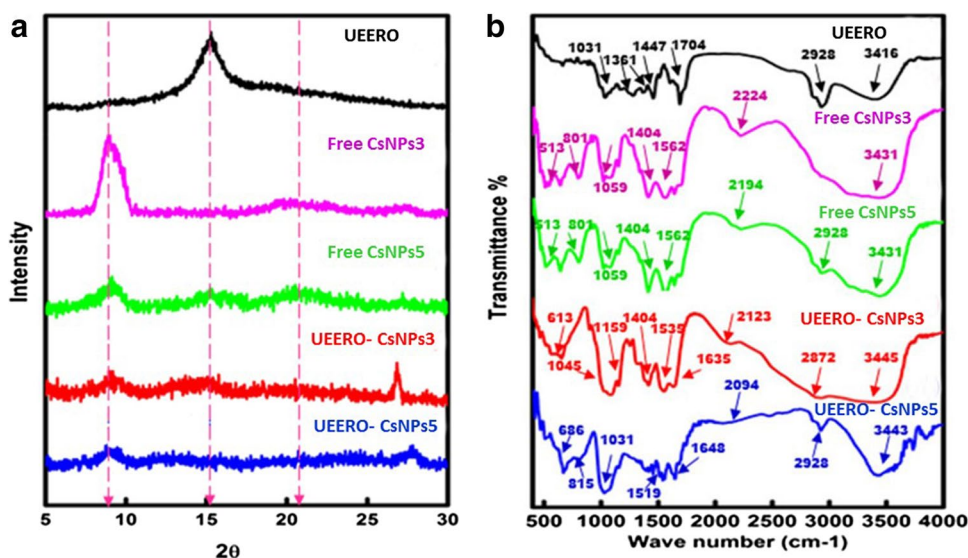 a
UEERO
Free CsNPs3
Free CsNPs5
UEERO- CsNPs3
UEERO- CsNPs5
Intensity
5 10 15 20 25 30
2θ
b
UEERO
1031 1361 1447 1704 2928 3416
Free CsNPs3
513 801 1059 1404 1562 2224 3431
Free CsNPs5
513 801 1059 1404 1562 2194 2928 3431
UEERO- CsNPs3
613 1045 1159 1404 1535 1635 2123 2872 3445
UEERO- CsNPs5
686 815 1031 1519 1648 2094 2928 3443
Transmittance %
500 1000 1500 2000 2500 3000 3500 4000
Wave number (cm-1)